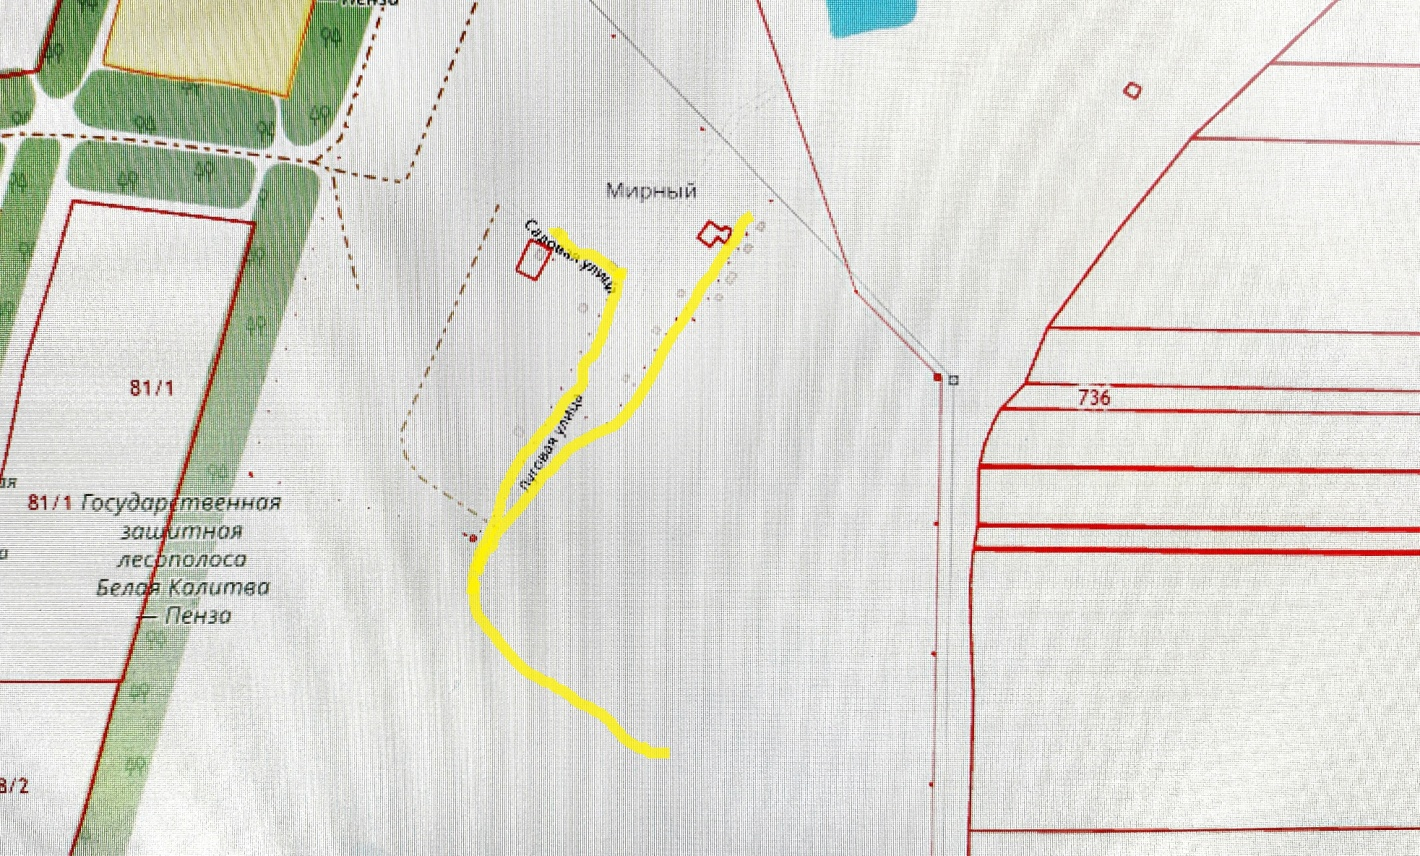 Пенза
Мирный
Садовая улица
81/1
736
Луговая улица
81/1
Государственная
защитная
лесополоса
Белая Калитва
— Пенза
8/2